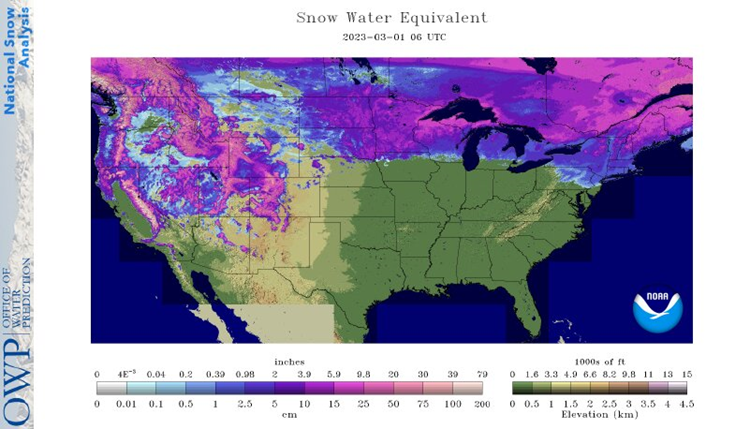 National Snow
Analysis
OWP
OFFICE OF
WATER
PREDICTION
Snow Water Equivalent
2023-03-01 06 UTC
NOAA
inches
0 4E⁻³ 0.04 0.2 0.39 0.98 2 3.9 5.9 9.8 20 30 39 79
0 0.01 0.1 0.5 1 2.5 5 10 15 25 50 75 100 200
cm
1000s of ft
0 1.6 3.3 4.9 6.6 8.2 9.8 11 13 15
0 0.5 1 1.5 2 2.5 3 3.5 4 4.5
Elevation (km)